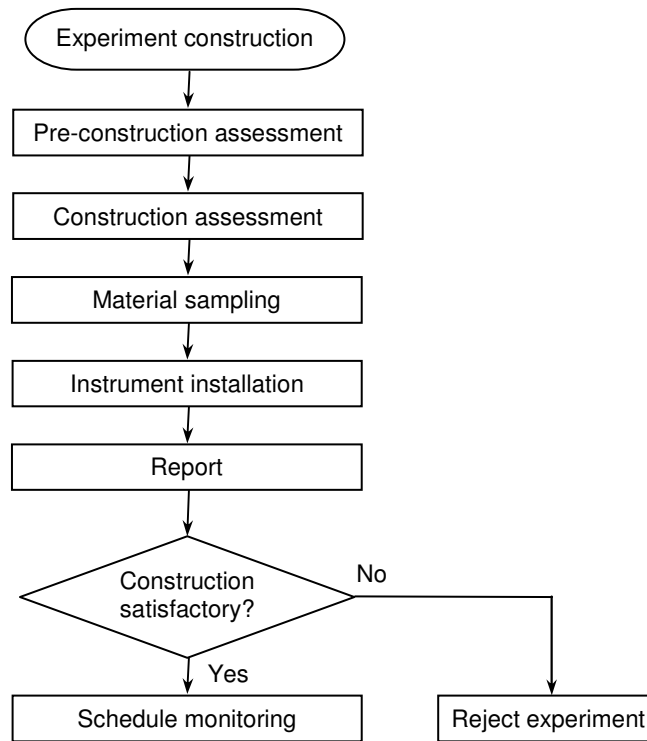 Experiment construction
Pre-construction assessment
Construction assessment
Material sampling
Instrument installation
Report
Construction
satisfactory?
No
Yes
Schedule monitoring
Reject experiment